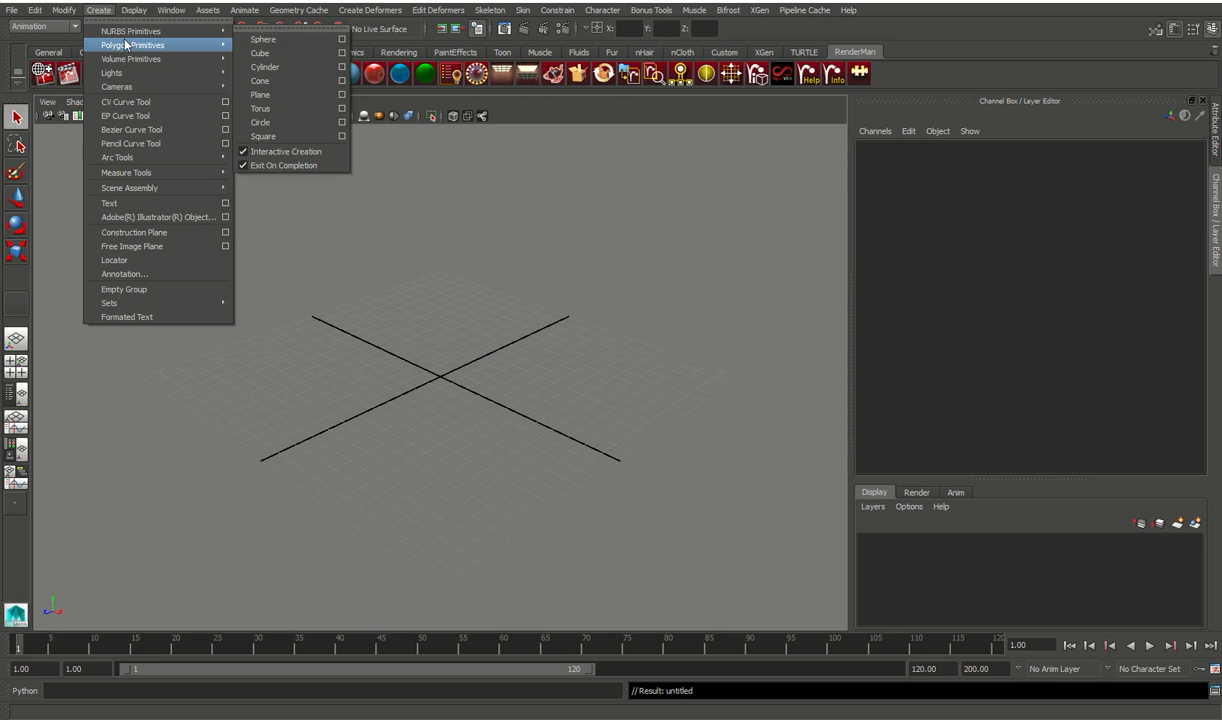 File Edit Modify Create Display Window Assets Animate Geometry Cache Create Deformers Edit Deformers Skeleton Skin Constrain Character Bonus Tools Muscle Bifrost XGen Pipeline Cache Help
Animation
No Live Surface
X:
Y:
Z:
General
Rendering PaintEffects Toon Muscle Fluids Fur nHair nCloth Custom XGen TURTLE RenderMan
View
NURBS Primitives
Polygon Primitives
Volume Primitives
Lights
Cameras
CV Curve Tool
EP Curve Tool
Bezier Curve Tool
Pencil Curve Tool
Arc Tools
Measure Tools
Scene Assembly
Text
Adobe(R) Illustrator(R) Object...
Construction Plane
Free Image Plane
Locator
Annotation...
Empty Group
Sets
Formated Text
Sphere
Cube
Cylinder
Cone
Plane
Torus
Circle
Square
Interactive Creation
Exit On Completion
Help
Info
Channel Box / Layer Editor
Channels Edit Object Show
Attribute Editor
Channel Box / Layer Editor
Display Render Anim
Layers Options Help
MAYA
5 10 15 20 25 30 35 40 45 50 55 60 65 70 75 80 85 90 95 100 105 110 115 120
1
1.00
1.00 1.00 1 120 120.00 200.00 No Anim Layer No Character Set
Python
// Result: untitled